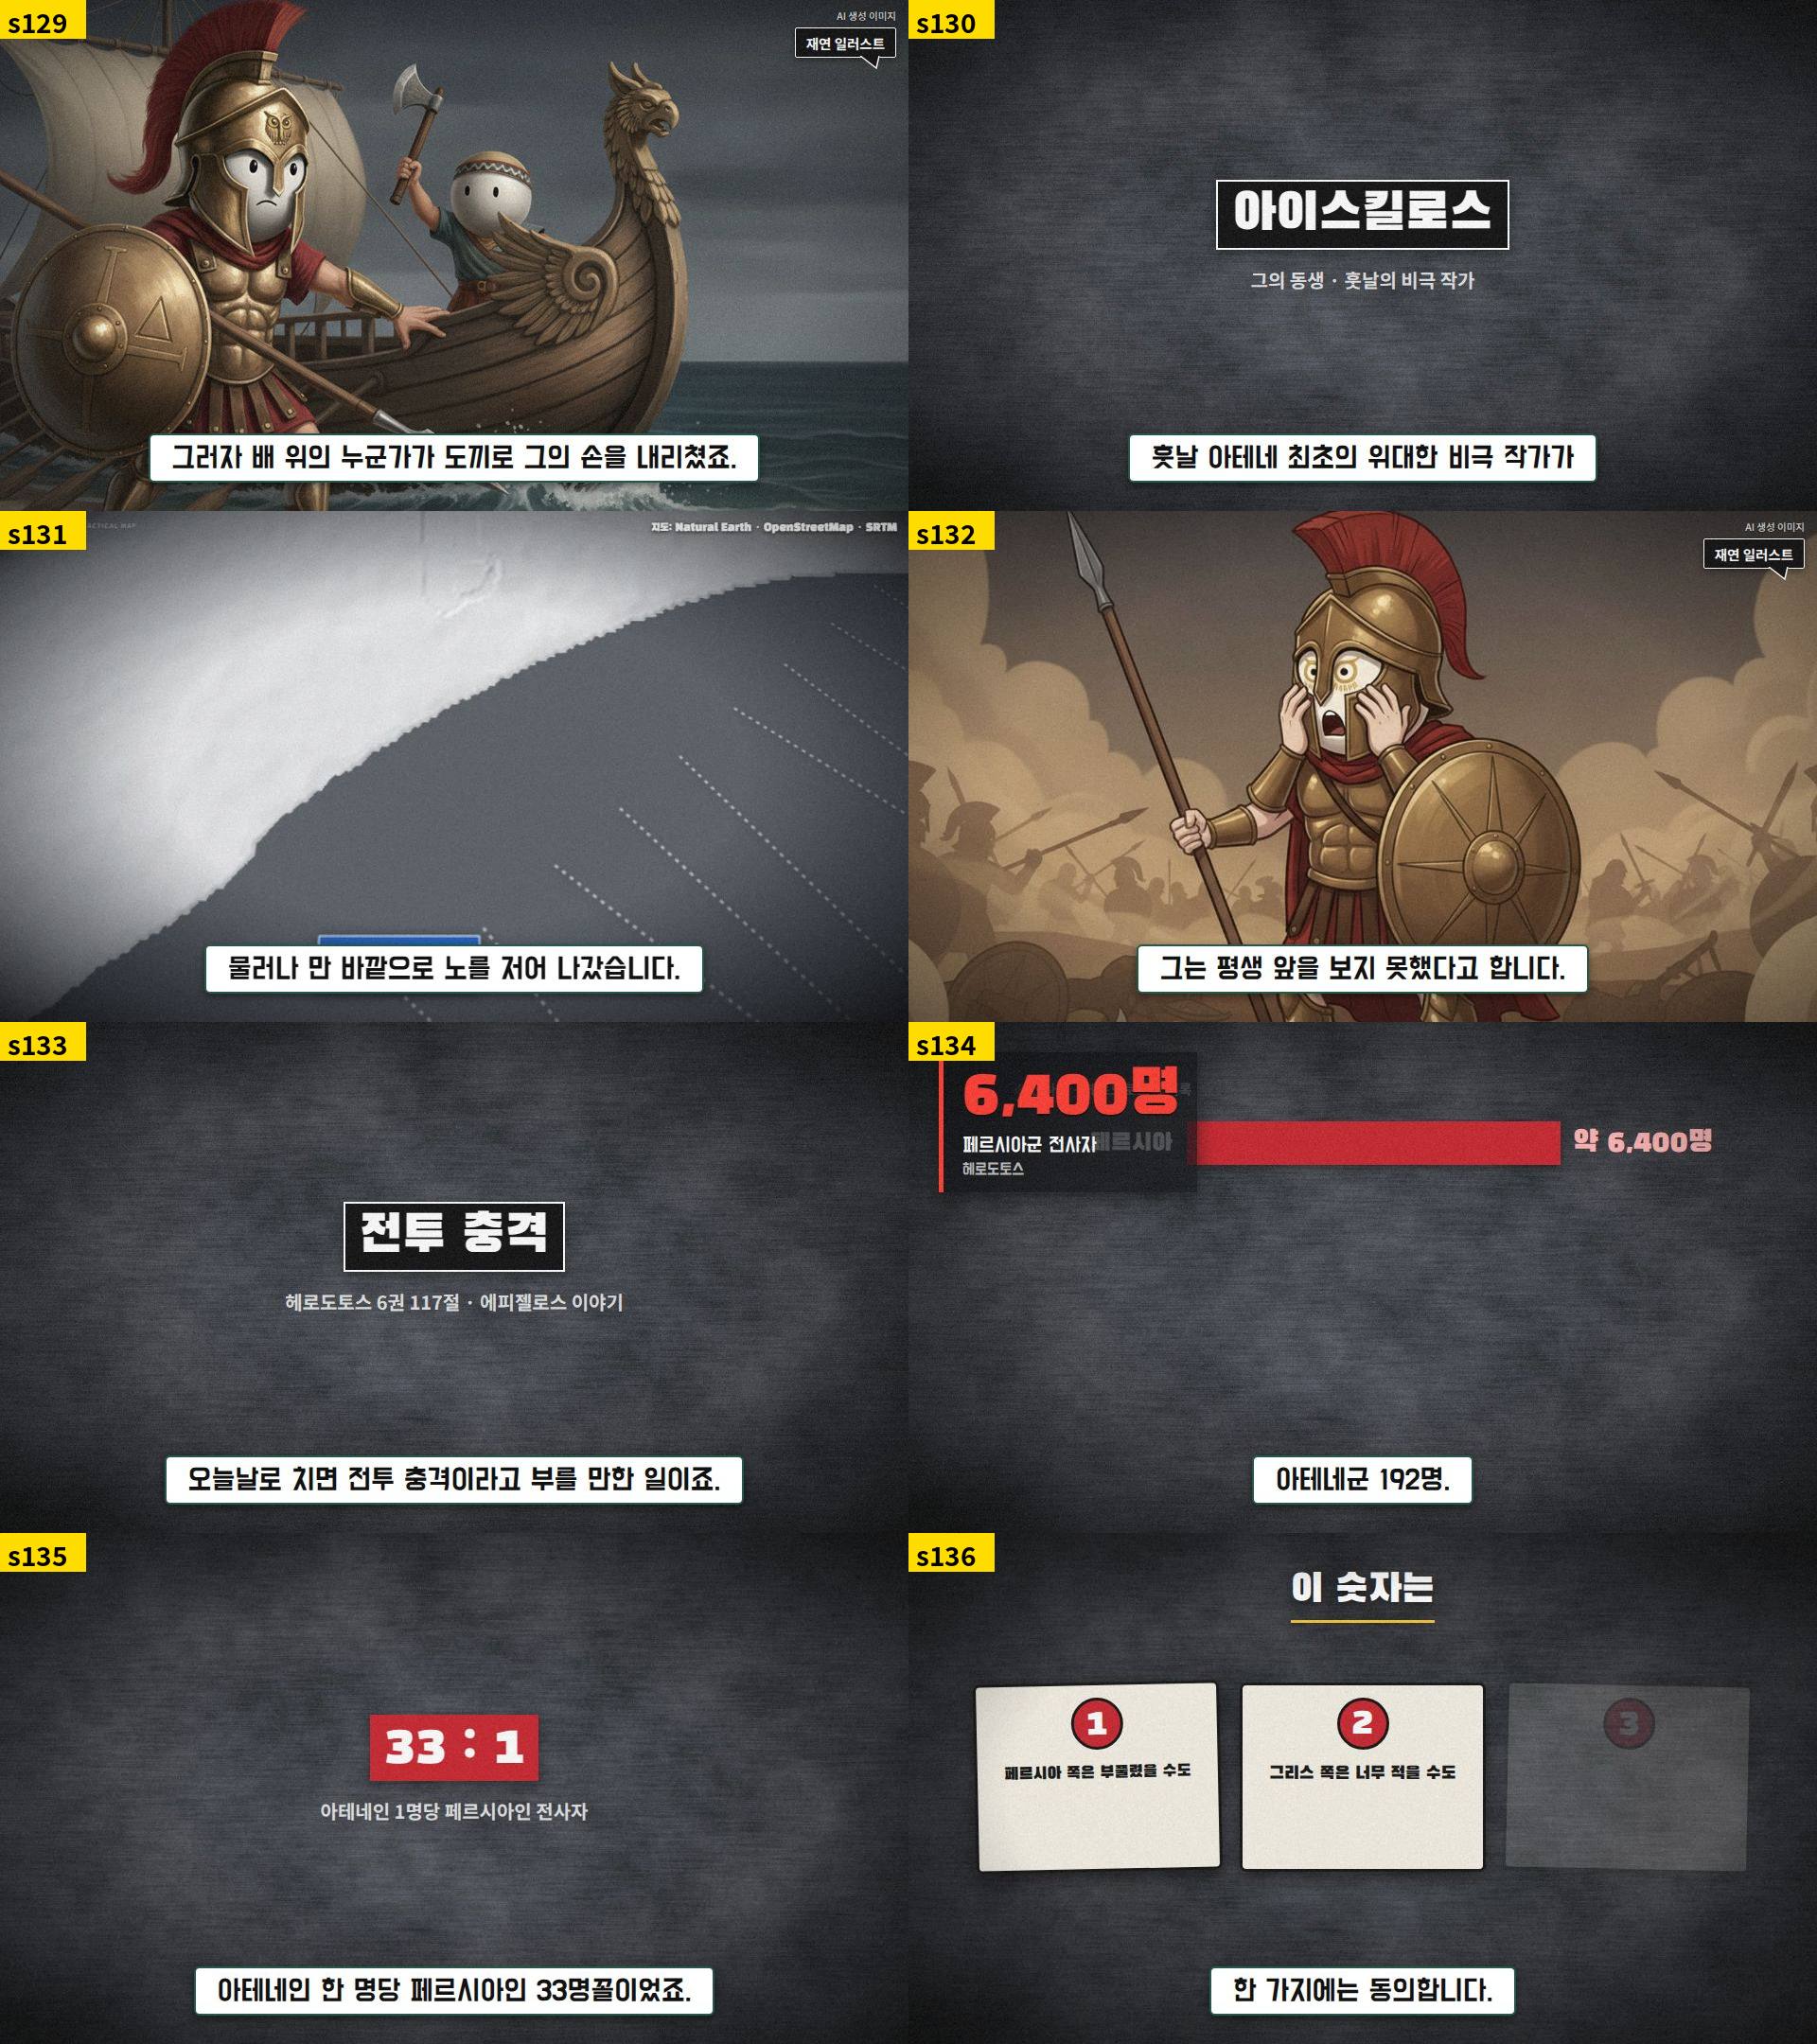 s129
AI 생성 이미지
재연 일러스트
그러자 배 위의 누군가가 도끼로 그의 손을 내리쳤죠.
s130
아이스킬로스
그의 동생 · 훗날의 비극 작가
훗날 아테네 최초의 위대한 비극 작가가
s131
ACTICAL MAP
지도: Natural Earth · OpenStreetMap · SRTM
물러나 만 바깥으로 노를 저어 나갔습니다.
s132
AI 생성 이미지
재연 일러스트
그는 평생 앞을 보지 못했다고 합니다.
s133
전투 충격
헤로도토스 6권 117절 · 에피젤로스 이야기
오늘날로 치면 전투 충격이라고 부를 만한 일이죠.
s134
6,400명
페르시아군 전사자
헤로도토스
페르시아
약 6,400명
아테네군 192명.
s135
33 : 1
아테네인 1명당 페르시아인 전사자
아테네인 한 명당 페르시아인 33명꼴이었죠.
s136
이 숫자는
1
페르시아 쪽은 부풀렸을 수도
2
그리스 쪽은 너무 적을 수도
3
한 가지에는 동의합니다.